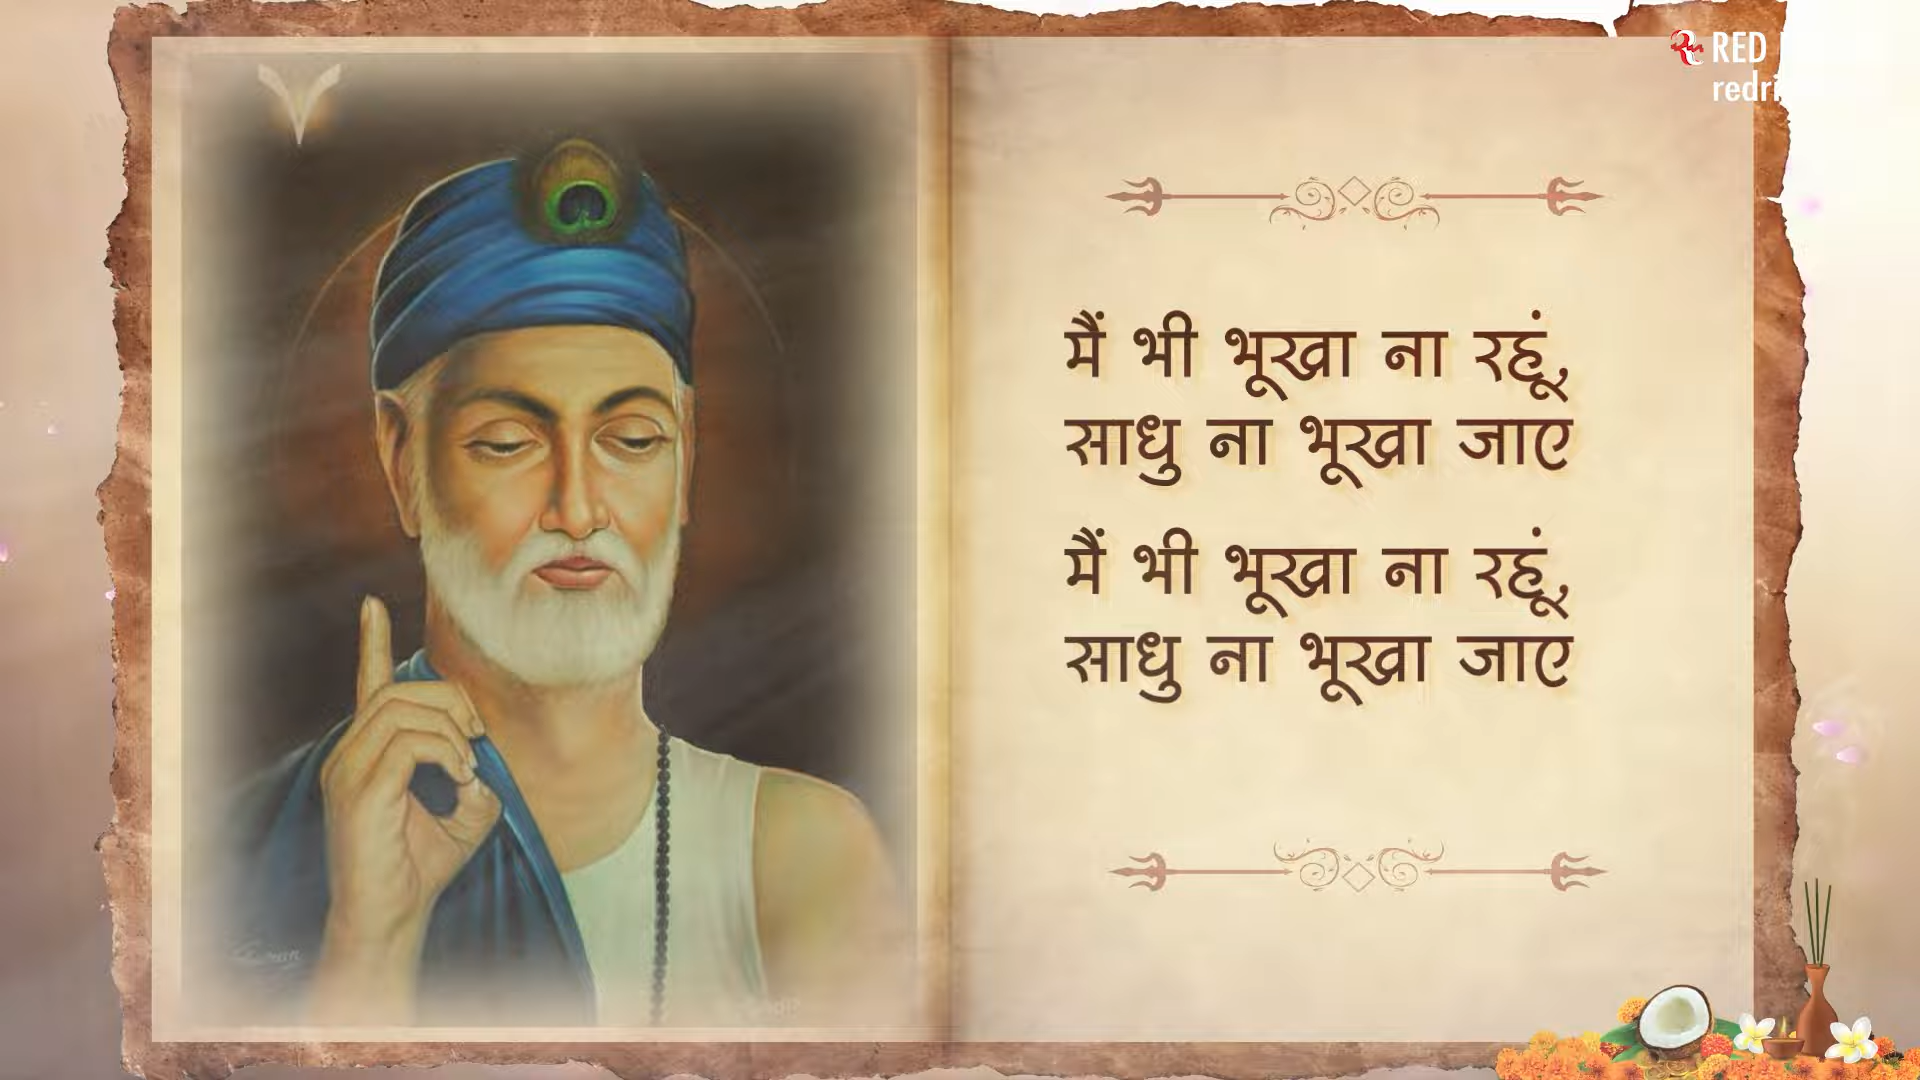 RED
redri
मैं भी भूखा ना रहूं,
साधु ना भूखा जाए
मैं भी भूखा ना रहूं,
साधु ना भूखा जाए